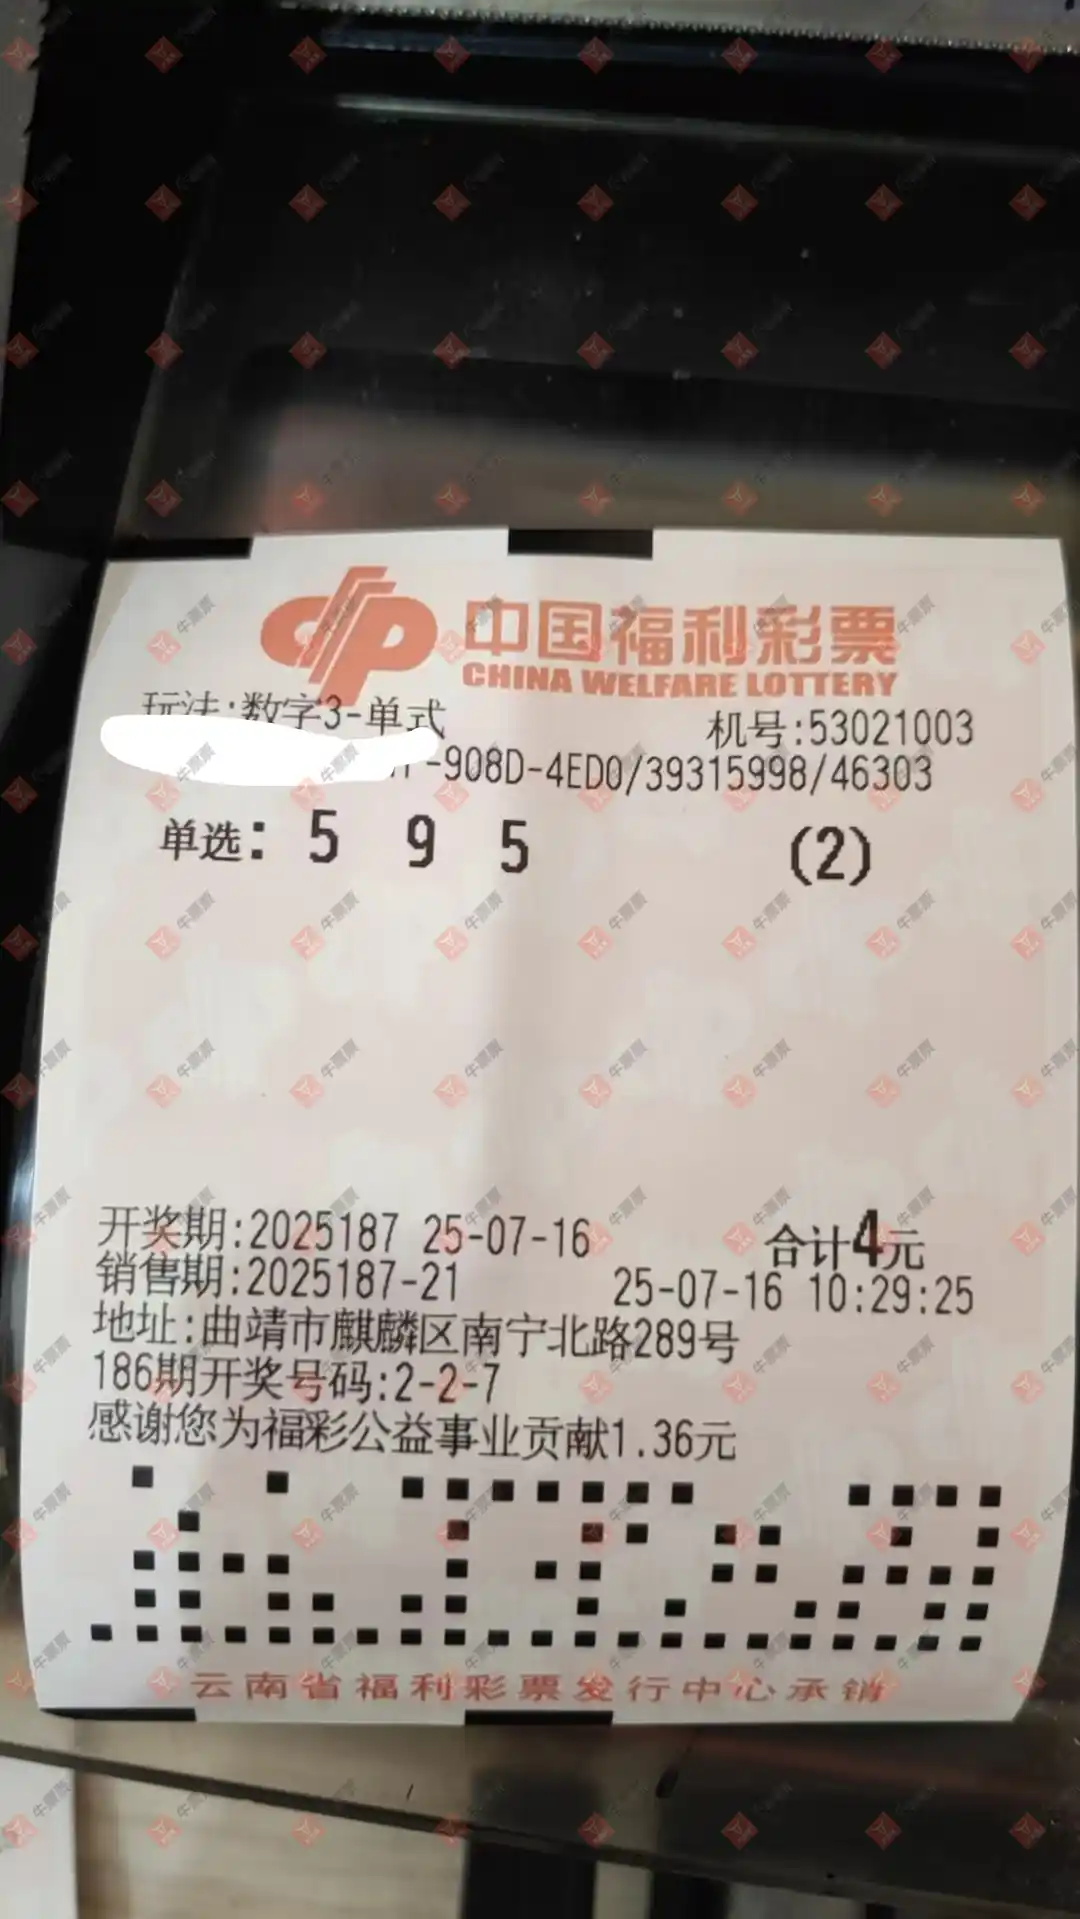 中国福利彩票
CHINA WELFARE LOTTERY
玩法:数字3-单式
机号:53021003
-908D-4ED0/39315998/46303
单选: 5 9 5 (2)
开奖期:2025187 25-07-16 合计4元
销售期:2025187-21 25-07-16 10:29:25
地址:曲靖市麒麟区南宁北路289号
186期开奖号码:2-2-7
感谢您为福彩公益事业贡献1.36元
云南省福利彩票发行中心承销
牛票票